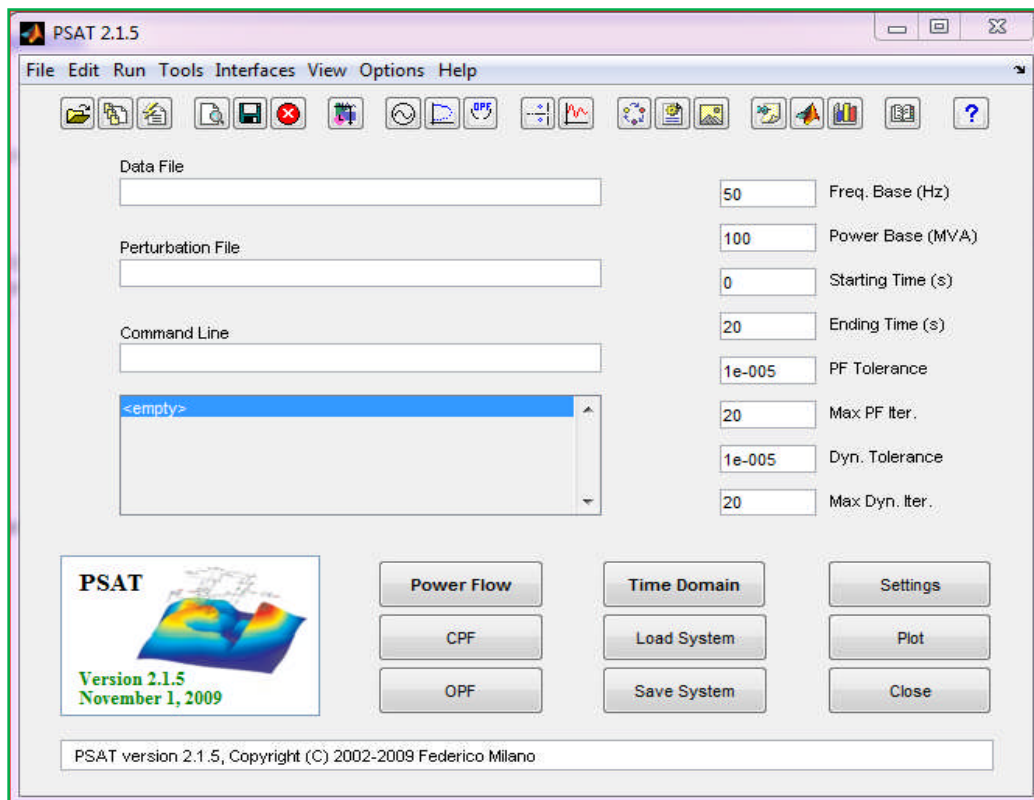 PSAT 2.1.5
File Edit Run Tools Interfaces View Options Help
OPF
?
Data File
50 Freq. Base (Hz)
100 Power Base (MVA)
Perturbation File
0 Starting Time (s)
20 Ending Time (s)
Command Line
1e-005 PF Tolerance
<empty>
20 Max PF Iter.
1e-005 Dyn. Tolerance
20 Max Dyn. Iter.
PSAT
Version 2.1.5
November 1, 2009
Power Flow Time Domain Settings
CPF Load System Plot
OPF Save System Close
PSAT version 2.1.5, Copyright (C) 2002-2009 Federico Milano